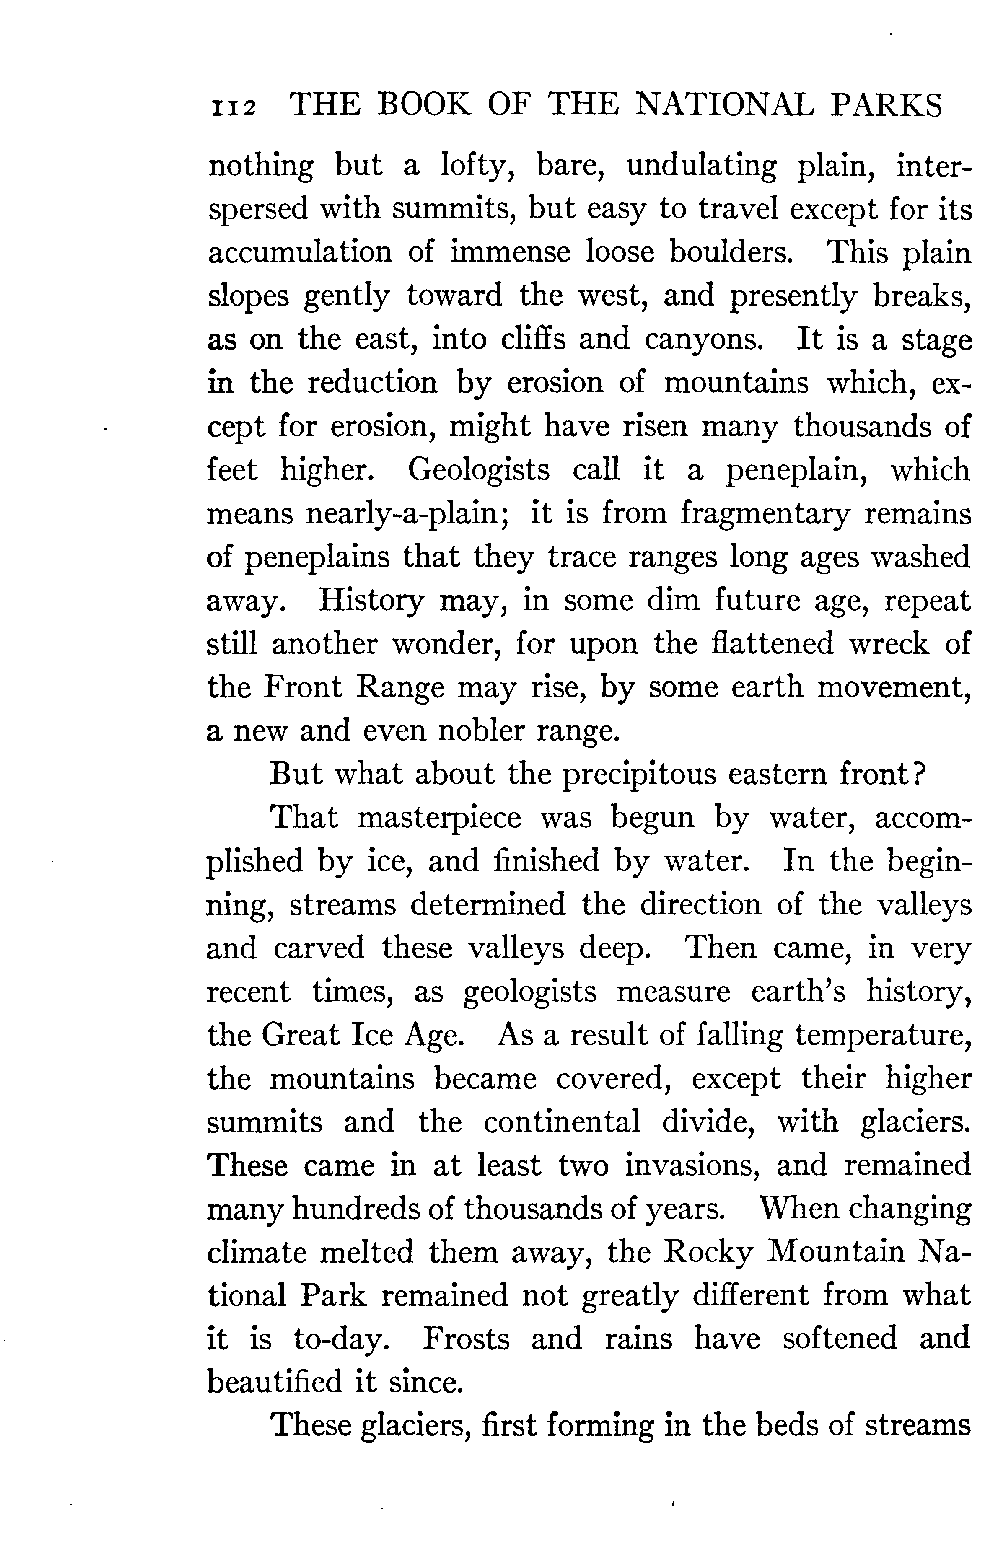 112 THE BOOK OF THE NATIONAL PARKS
nothing but a lofty, bare, undulating plain, inter-
spersed with summits, but easy to travel except for its
accumulation of immense loose boulders. This plain
slopes gently toward the west, and presently breaks,
as on the east, into cliffs and canyons. It is a stage
in the reduction by erosion of mountains which, ex-
cept for erosion, might have risen many thousands of
feet higher. Geologists call it a peneplain, which
means nearly-a-plain; it is from fragmentary remains
of peneplains that they trace ranges long ages washed
away. History may, in some dim future age, repeat
still another wonder, for upon the flattened wreck of
the Front Range may rise, by some earth movement,
a new and even nobler range.
But what about the precipitous eastern front?
That masterpiece was begun by water, accom-
plished by ice, and finished by water. In the begin-
ning, streams determined the direction of the valleys
and carved these valleys deep. Then came, in very
recent times, as geologists measure earth's history,
the Great Ice Age. As a result of falling temperature,
the mountains became covered, except their higher
summits and the continental divide, with glaciers.
These came in at least two invasions, and remained
many hundreds of thousands of years. When changing
climate melted them away, the Rocky Mountain Na-
tional Park remained not greatly different from what
it is to-day. Frosts and rains have softened and
beautified it since.
These glaciers, first forming in the beds of streams